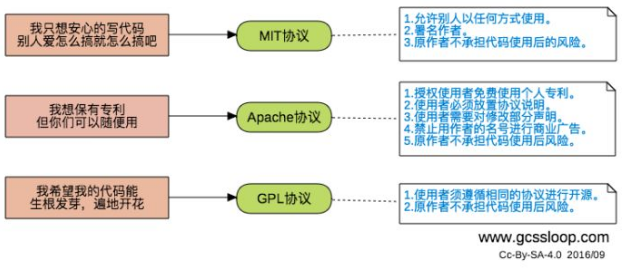 我只想安心的写代码
别人爱怎么搞就怎么搞吧
MIT协议
1.允许别人以任何方式使用。
2.署名作者。
3.原作者不承担代码使用后的风险。
我想保有专利
但你们可以随便用
Apache协议
1.授权使用者免费使用个人专利。
2.使用者必须放置协议说明。
3.使用者需要对修改部分声明。
4.禁止用作者的名号进行商业广告。
5.原作者不承担代码使用后风险。
我希望我的代码能
生根发芽，遍地开花
GPL协议
1.使用者须遵循相同的协议进行开源。
2.原作者不承担代码使用后风险。
www.gcssloop.com
Cc-By-SA-4.0 2016/09